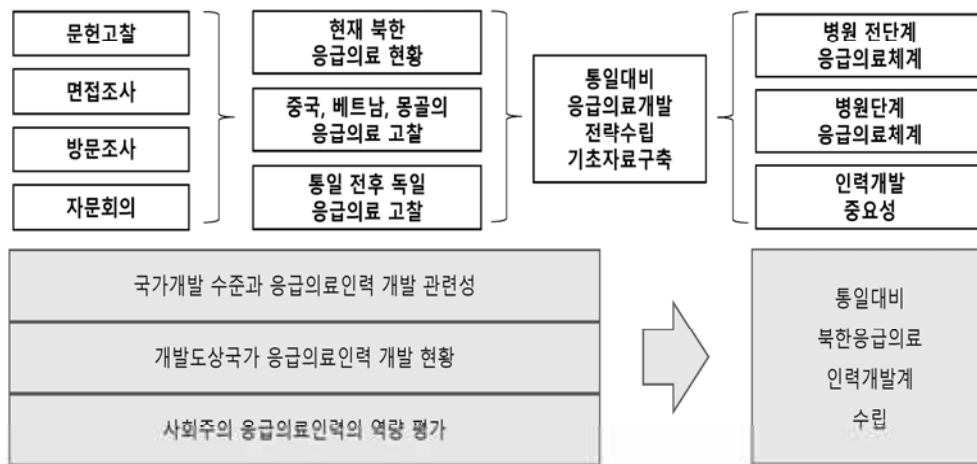 문헌고찰
면접조사
방문조사
자문회의
현재 북한
응급의료 현황
중국, 베트남, 몽골의
응급의료 고찰
통일 전후 독일
응급의료 고찰
통일대비
응급의료개발
전략수립
기초자료구축
병원 전단계
응급의료체계
병원단계
응급의료체계
인력개발
중요성
국가개발 수준과 응급의료인력 개발 관련성
개발도상국가 응급의료인력 개발 현황
사회주의 응급의료인력의 역량 평가
통일대비
북한응급의료
인력개발계
수립